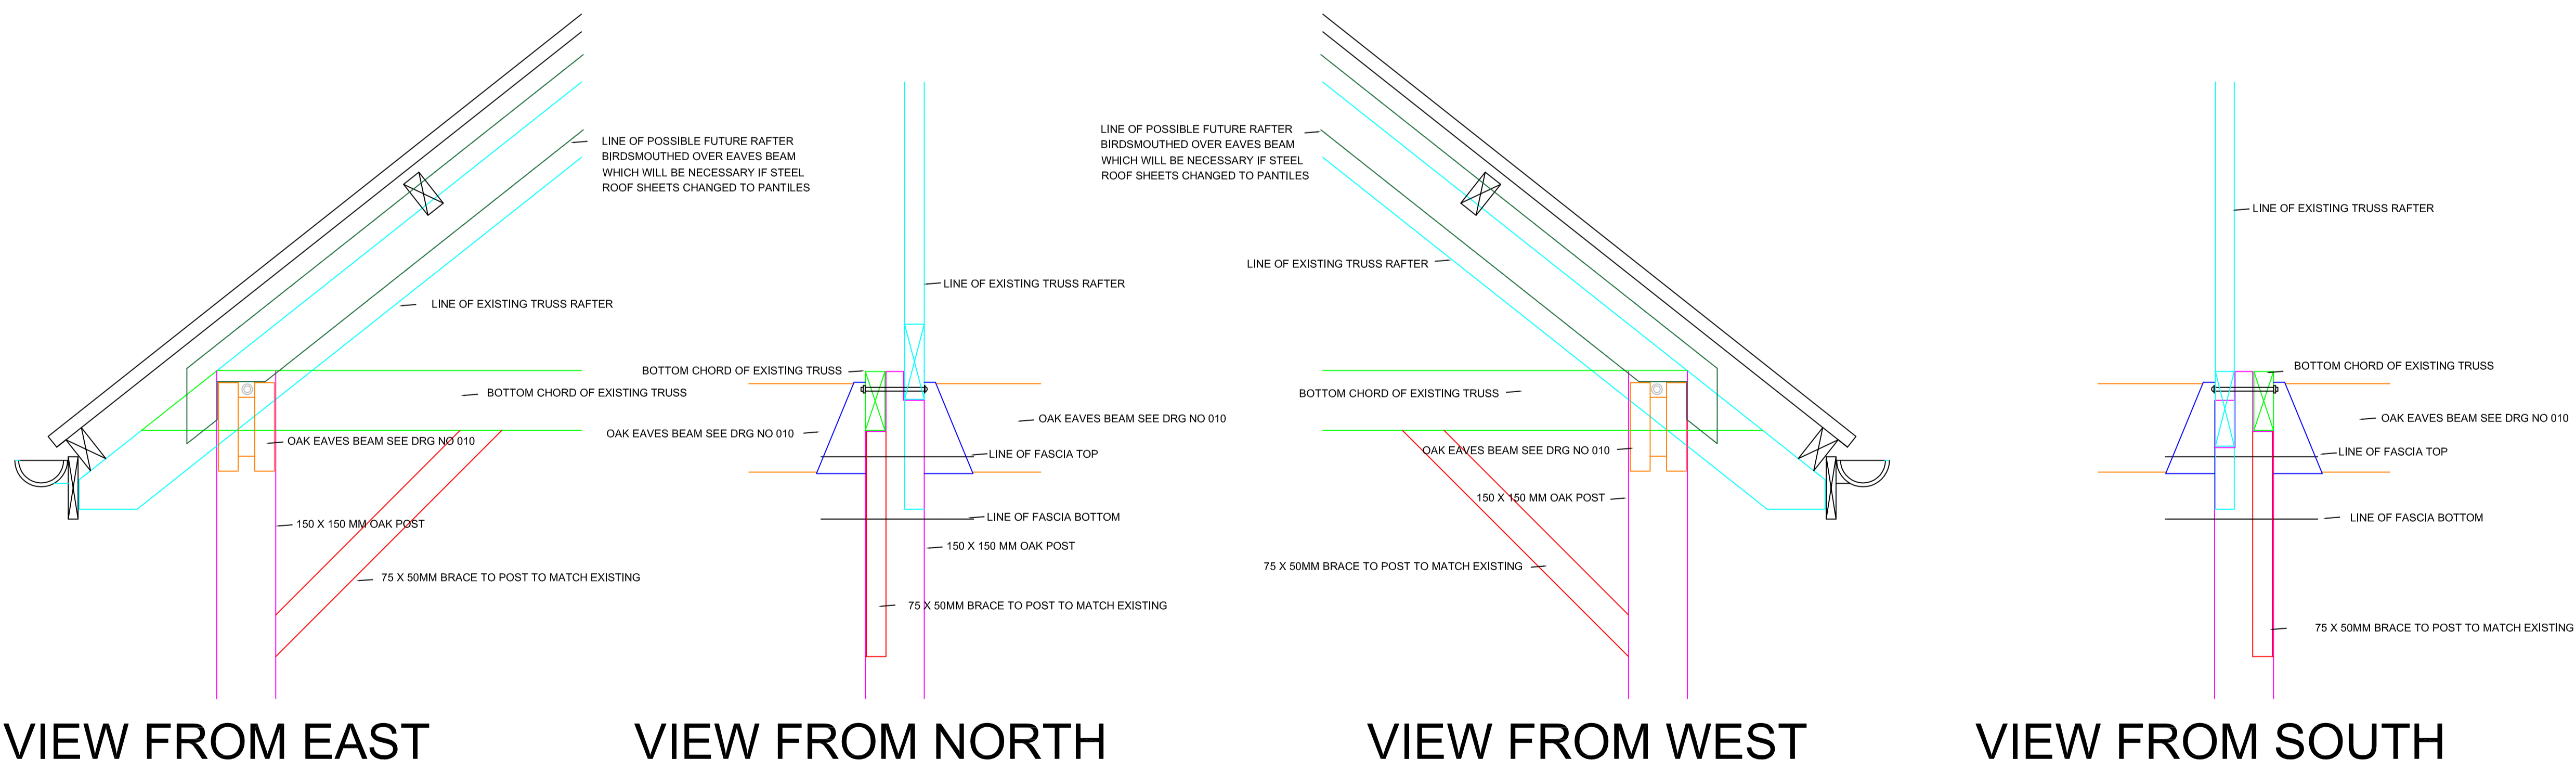 LINE OF POSSIBLE FUTURE RAFTER
BIRDSMOUTHED OVER EAVES BEAM
WHICH WILL BE NECESSARY IF STEEL
ROOF SHEETS CHANGED TO PANTILES
LINE OF EXISTING TRUSS RAFTER
BOTTOM CHORD OF EXISTING TRUSS
OAK EAVES BEAM SEE DRG NO 010
150 X 150 MM OAK POST
75 X 50MM BRACE TO POST TO MATCH EXISTING
VIEW FROM EAST
LINE OF EXISTING TRUSS RAFTER
BOTTOM CHORD OF EXISTING TRUSS
OAK EAVES BEAM SEE DRG NO 010
OAK EAVES BEAM SEE DRG NO 010
LINE OF FASCIA TOP
LINE OF FASCIA BOTTOM
150 X 150 MM OAK POST
75 X 50MM BRACE TO POST TO MATCH EXISTING
VIEW FROM NORTH
LINE OF POSSIBLE FUTURE RAFTER
BIRDSMOUTHED OVER EAVES BEAM
WHICH WILL BE NECESSARY IF STEEL
ROOF SHEETS CHANGED TO PANTILES
LINE OF EXISTING TRUSS RAFTER
BOTTOM CHORD OF EXISTING TRUSS
OAK EAVES BEAM SEE DRG NO 010
150 X 150 MM OAK POST
75 X 50MM BRACE TO POST TO MATCH EXISTING
VIEW FROM WEST
LINE OF EXISTING TRUSS RAFTER
BOTTOM CHORD OF EXISTING TRUSS
OAK EAVES BEAM SEE DRG NO 010
LINE OF FASCIA TOP
LINE OF FASCIA BOTTOM
75 X 50MM BRACE TO POST TO MATCH EXISTING
VIEW FROM SOUTH